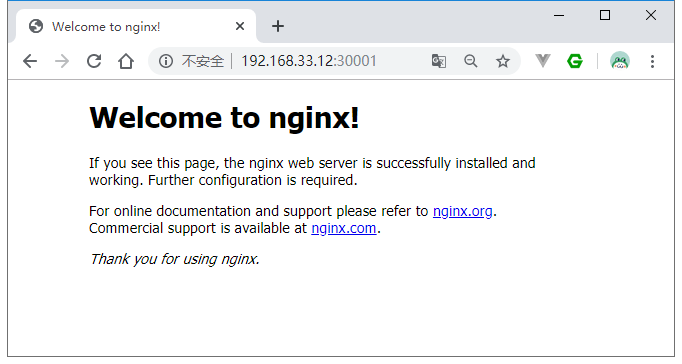 Welcome to nginx!
不安全 192.168.33.12:30001
Welcome to nginx!
If you see this page, the nginx web server is successfully installed and
working. Further configuration is required.
For online documentation and support please refer to nginx.org.
Commercial support is available at nginx.com.
Thank you for using nginx.